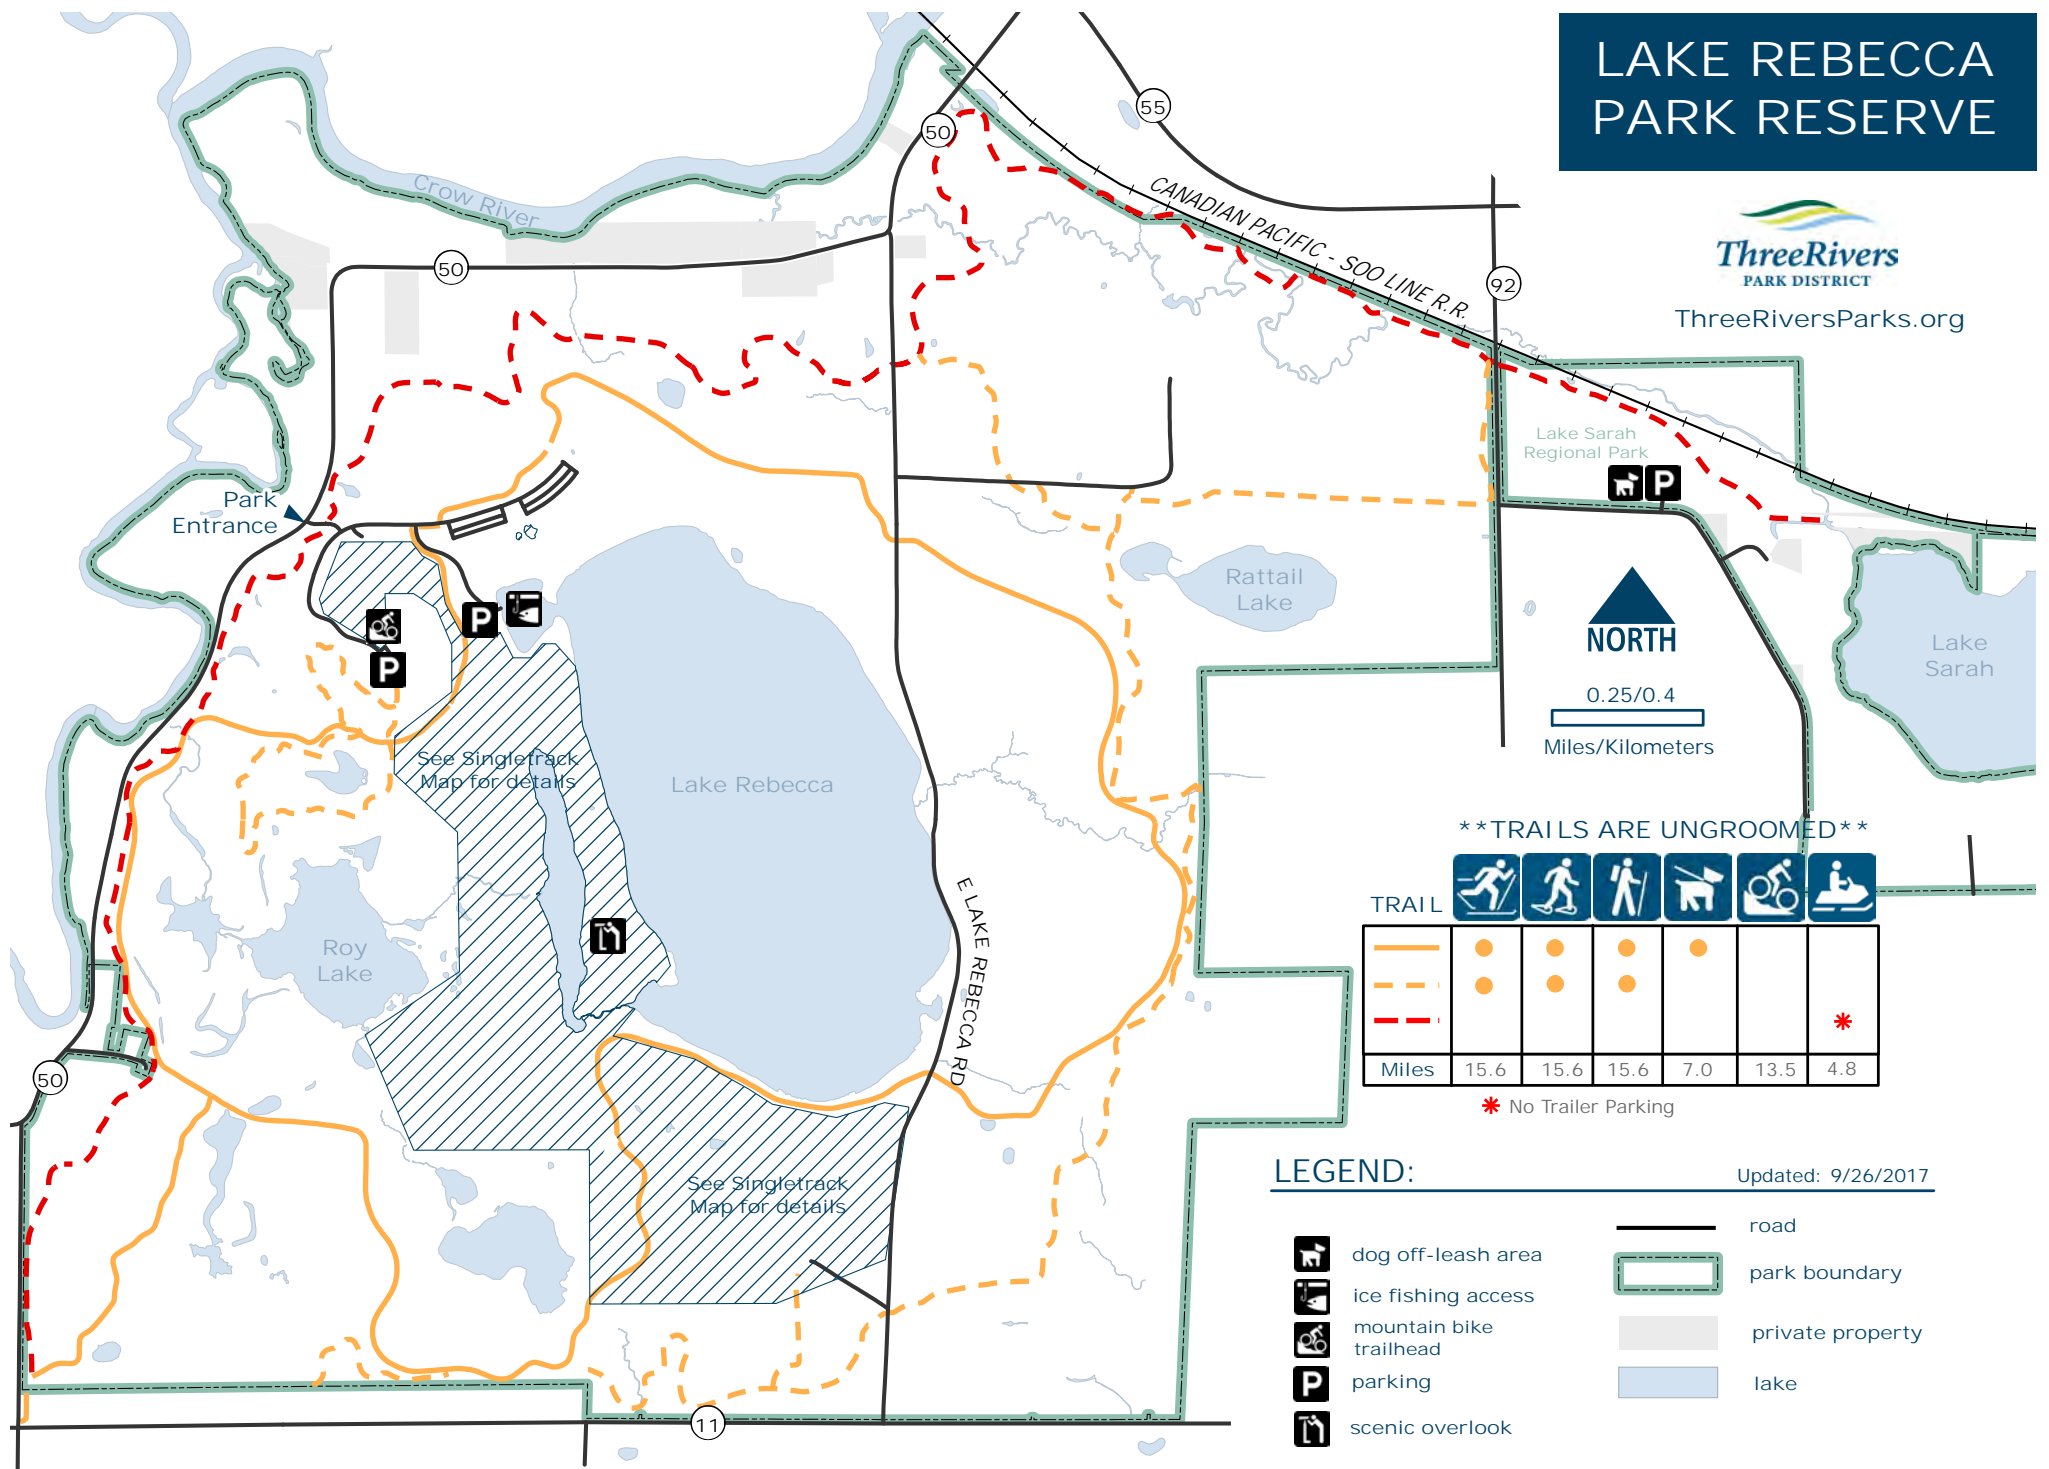 LAKE REBECCA
PARK RESERVE
ThreeRivers
PARK DISTRICT
ThreeRiversParks.org
55
50
Crow River
CANADIAN PACIFIC - SOO LINE R.R.
50
92
Lake Sarah
Regional Park
P
Park
Entrance
Rattail
Lake
P
NORTH
Lake
Sarah
P
0.25/0.4
Miles/Kilometers
See Singletrack
Map for details
Lake Rebecca
**TRAILS ARE UNGROOMED**
E LAKE REBECCA RD
TRAIL
Roy
Lake
Miles 15.6 15.6 15.6 7.0 13.5 4.8
50
No Trailer Parking
LEGEND:
Updated: 9/26/2017
See Singletrack
Map for details
dog off-leash area
ice fishing access
mountain bike
trailhead
P parking
scenic overlook
road
park boundary
private property
lake
11